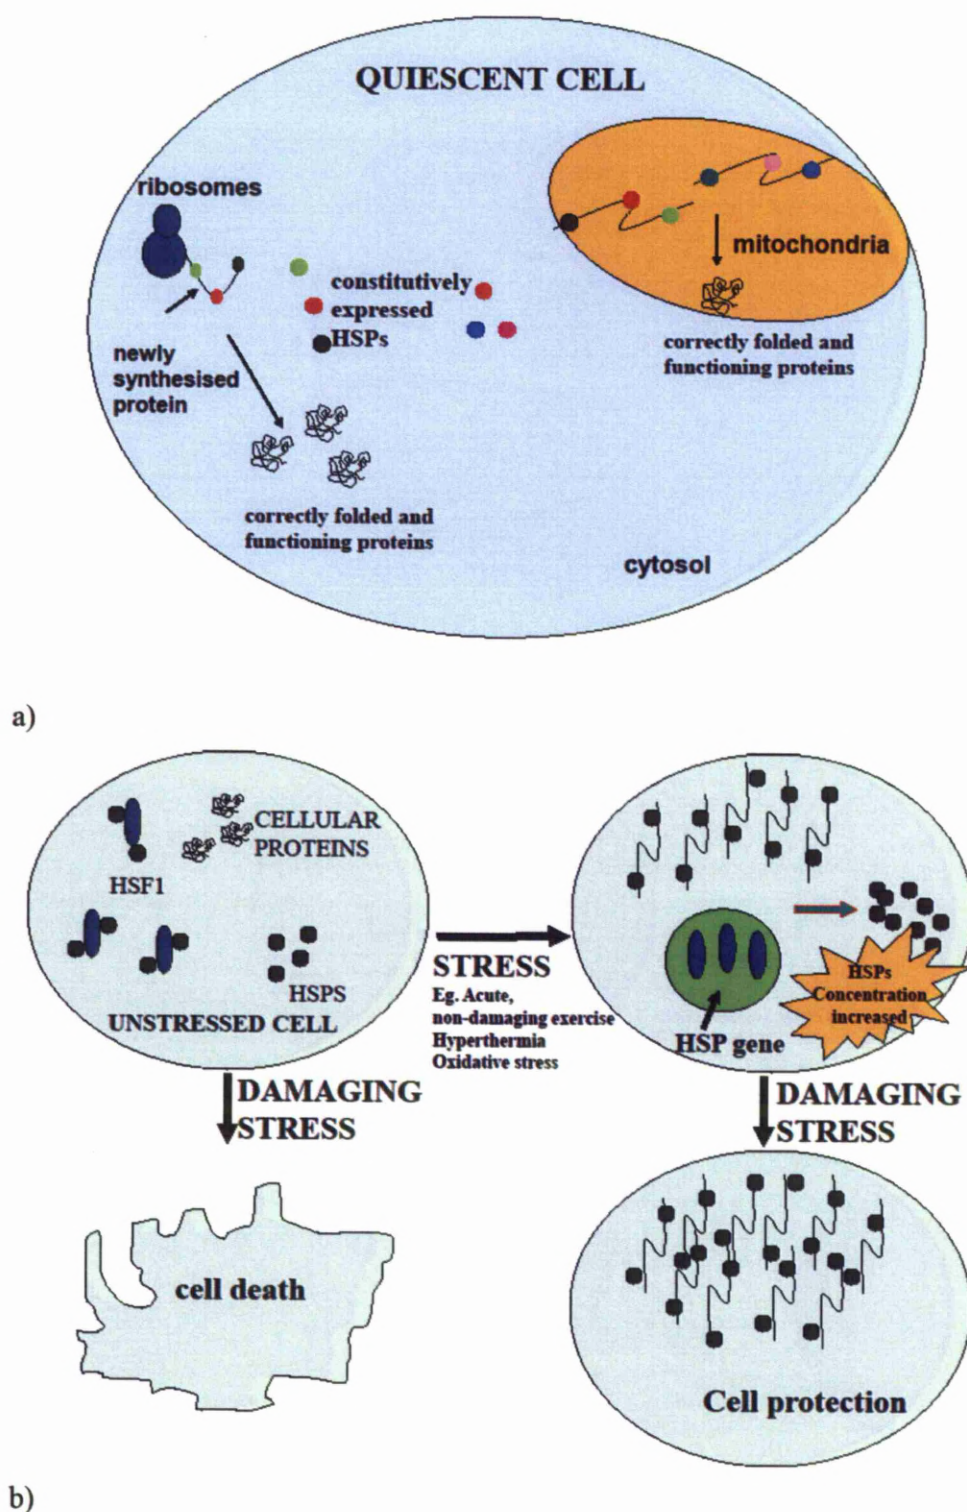 QUIESCENT CELL
ribosomes
constitutively
expressed
HSPs
mitochondria
newly
synthesised
protein
correctly folded and
functioning proteins
correctly folded and
functioning proteins
cytosol
a)
CELLULAR
PROTEINS
HSF1
HSPS
UNSTRESSED CELL
STRESS
Eg. Acute,
non-damaging exercise
Hyperthermia
Oxidative stress
HSPs
Concentration
increased
HSP gene
DAMAGING
STRESS
DAMAGING
STRESS
cell death
Cell protection
b)